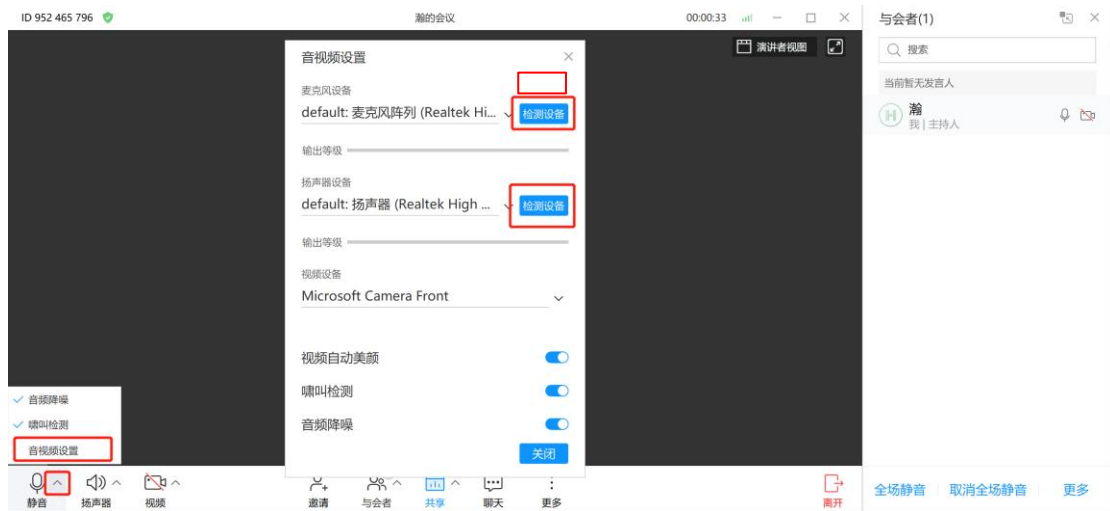 ID 952 465 796
瀚的会议
00:00:33
与会者(1)
演讲者视图
搜索
当前暂无发言人
瀚
我 | 主持人
音视频设置
麦克风设备
default: 麦克风阵列 (Realtek Hi...
检测设备
输出等级
扬声器设备
default: 扬声器 (Realtek High ...
检测设备
输出等级
视频设备
Microsoft Camera Front
视频自动美颜
啸叫检测
音频降噪
关闭
音频降噪
啸叫检测
音视频设置
静音
扬声器
视频
邀请
与会者
共享
聊天
更多
离开
全场静音
取消全场静音
更多